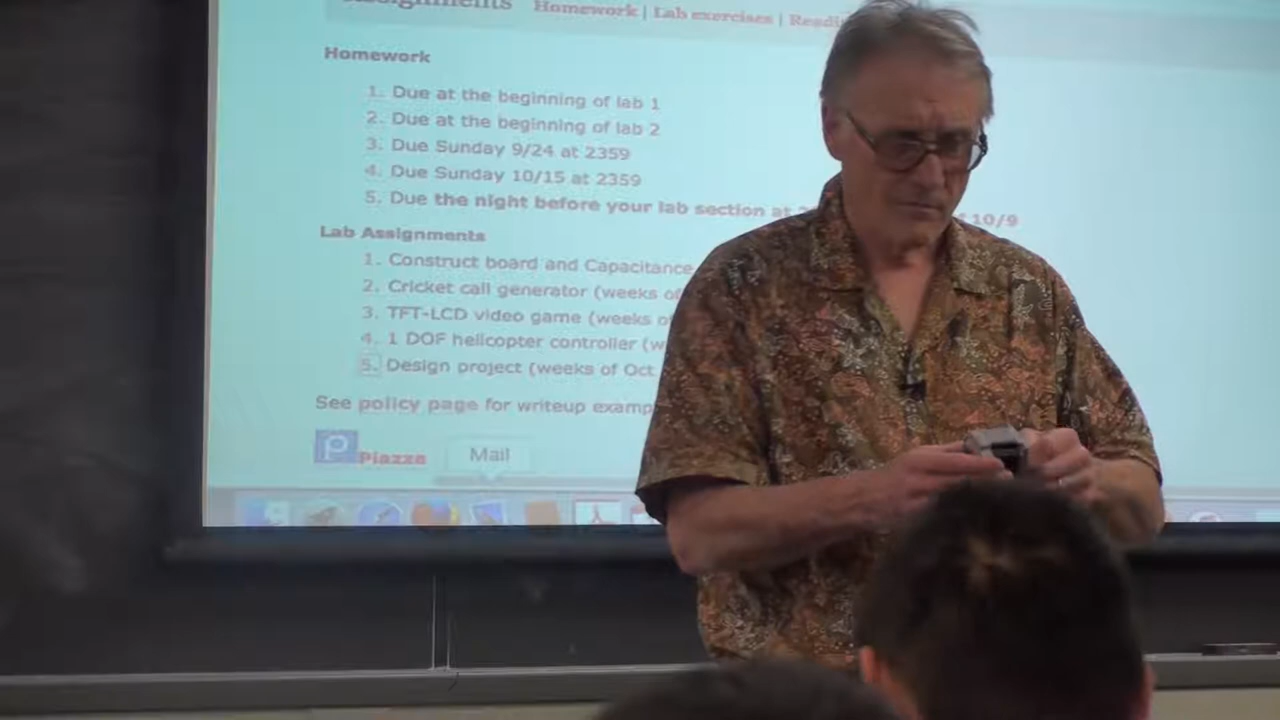 Assignments Homework | Lab exercises |
Homework
1. Due at the beginning of lab 1
2. Due at the beginning of lab 2
3. Due Sunday 9/24 at 2359
4. Due Sunday 10/15 at 2359
5. Due the night before your lab section at 10/9
Lab Assignments
1. Construct board and Capacitance
2. Cricket call generator (weeks of
3. TFT-LCD video game (weeks of
4. 1 DOF helicopter controller (w
5. Design project (weeks of Oct
See policy page for writeup examp
p Piazza Mail